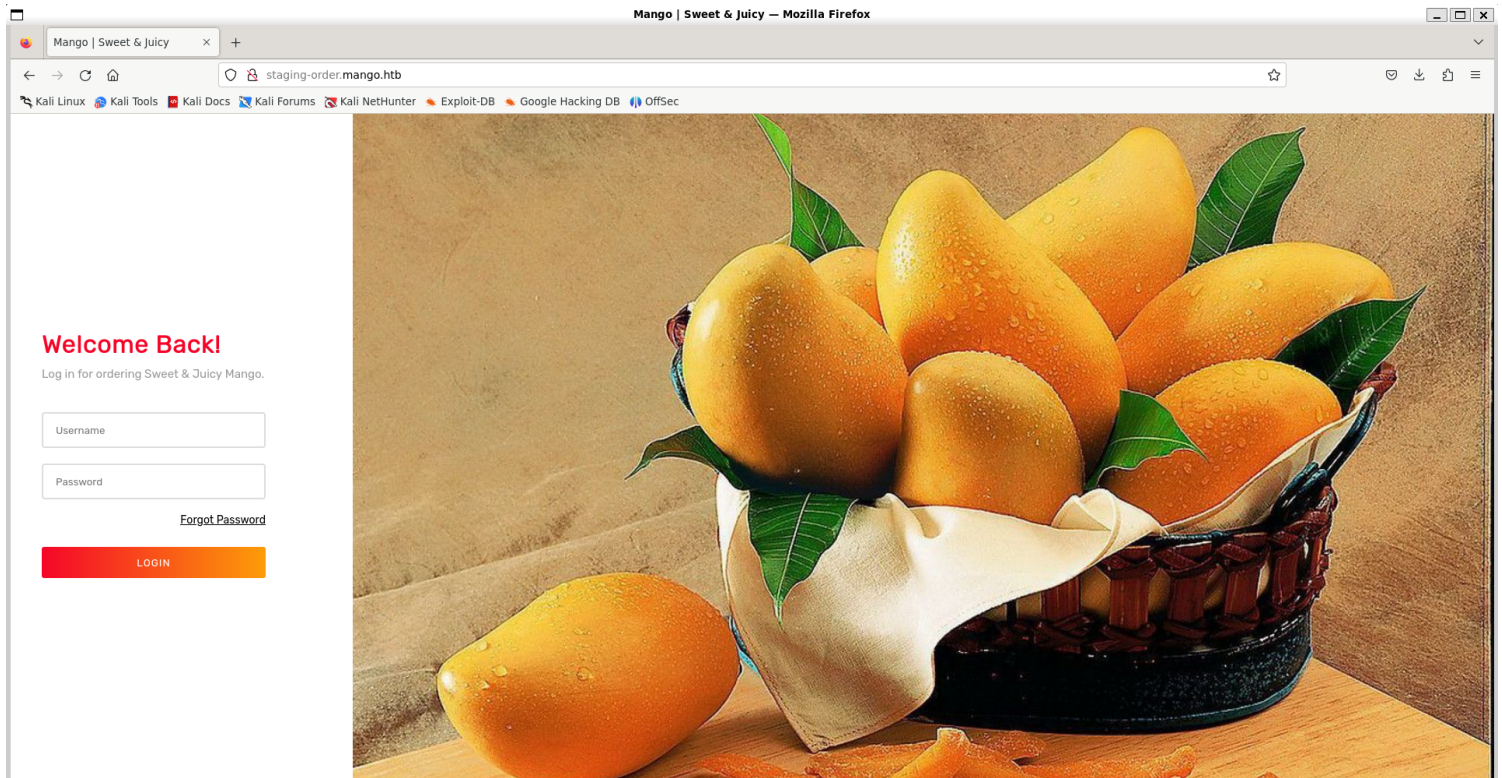 Mango | Sweet & Juicy — Mozilla Firefox
Mango | Sweet & Juicy
staging-order.mango.htb
Kali Linux Kali Tools Kali Docs Kali Forums Kali NetHunter Exploit-DB Google Hacking DB OffSec
Welcome Back!
Log in for ordering Sweet & Juicy Mango.
Username
Password
Forgot Password
LOGIN